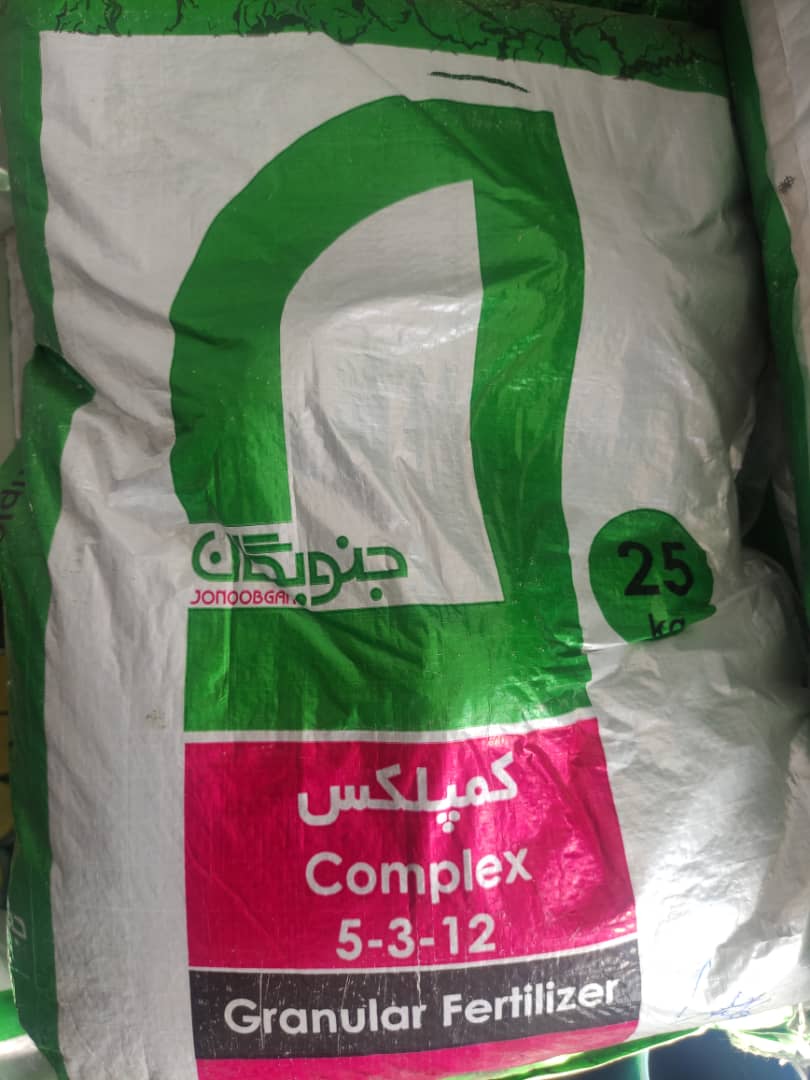 جنوبگان
JONOOBGAN
25
kg
کمپلکس
Complex
5-3-12
Granular Fertilizer